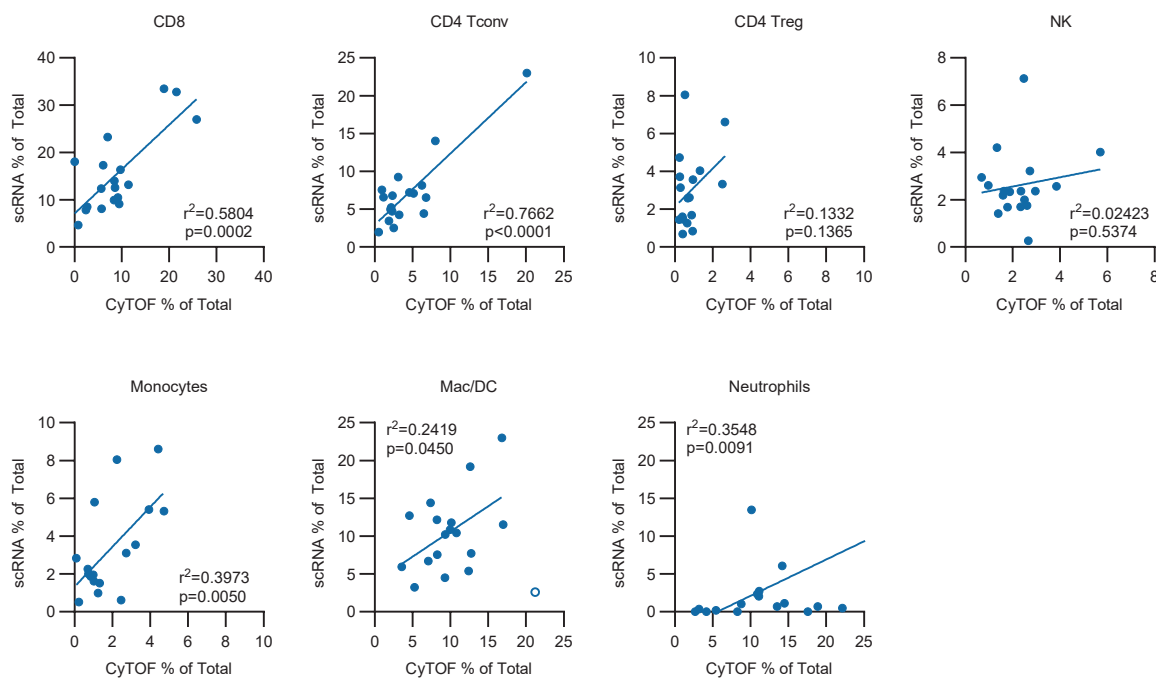 CD8
40
30
20
10
0
scRNA % of Total
r²=0.5804
p=0.0002
0 10 20 30 40
CyTOF % of Total
CD4 Tconv
25
20
15
10
5
0
scRNA % of Total
r²=0.7662
p<0.0001
0 5 10 15 20 25
CyTOF % of Total
CD4 Treg
10
8
6
4
2
0
scRNA % of Total
r²=0.1332
p=0.1365
0 2 4 6 8 10
CyTOF % of Total
NK
8
6
4
2
0
scRNA % of Total
r²=0.02423
p=0.5374
0 2 4 6 8
CyTOF % of Total
Monocytes
10
8
6
4
2
0
scRNA % of Total
r²=0.3973
p=0.0050
0 2 4 6 8 10
CyTOF % of Total
Mac/DC
25
20
15
10
5
0
scRNA % of Total
r²=0.2419
p=0.0450
0 5 10 15 20 25
CyTOF % of Total
Neutrophils
25
20
15
10
5
0
scRNA % of Total
r²=0.3548
p=0.0091
0 5 10 15 20 25
CyTOF % of Total